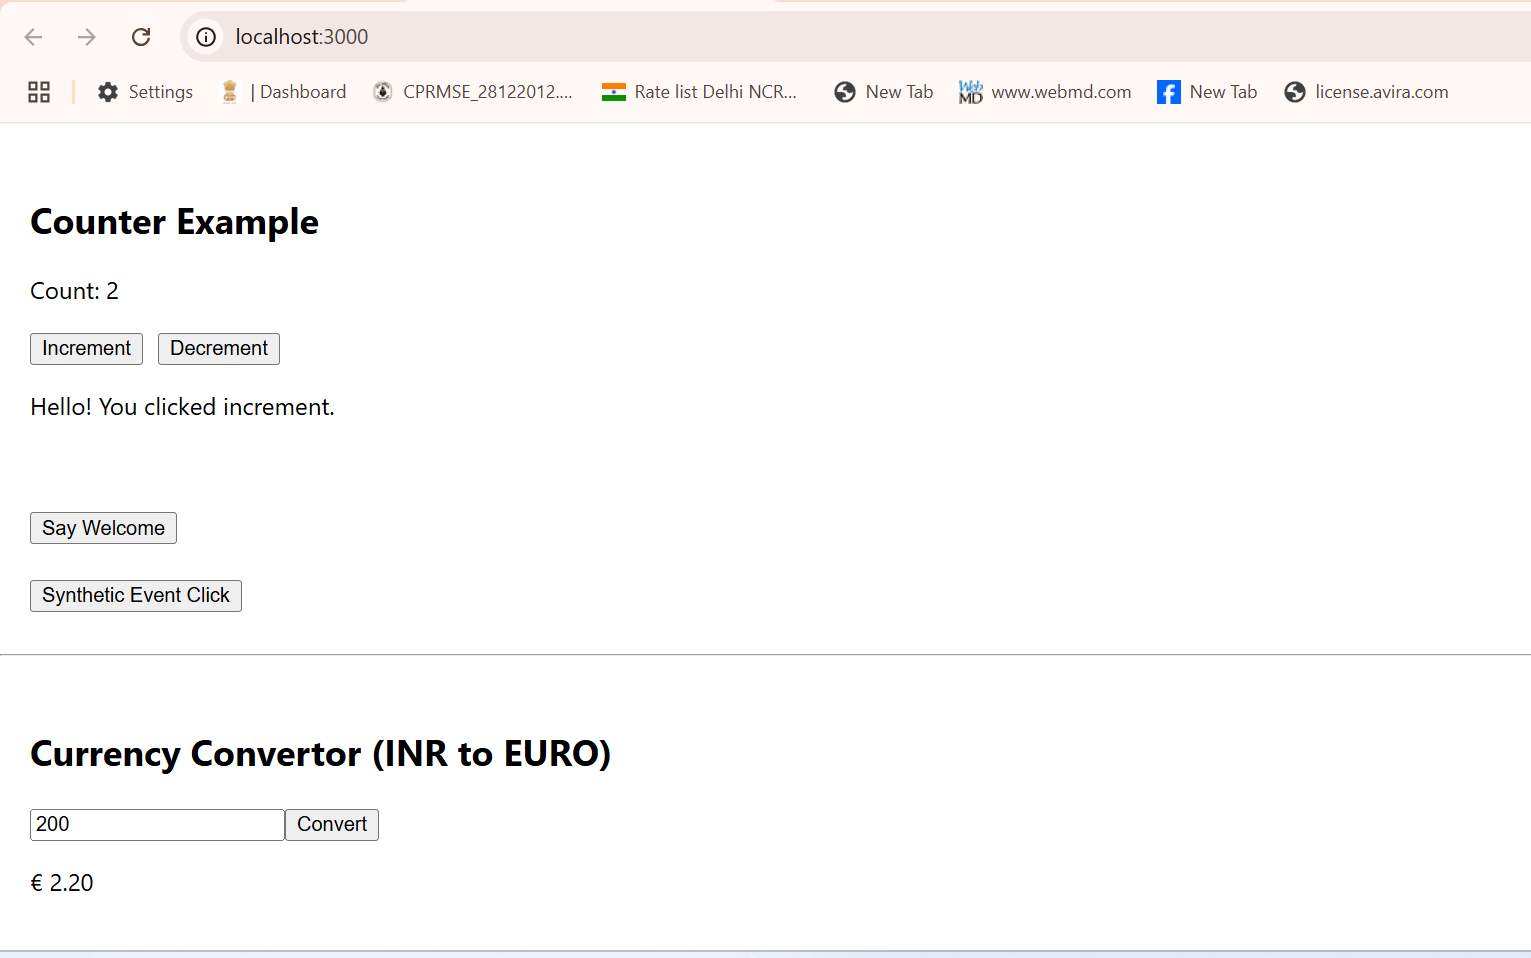 localhost:3000
Settings | Dashboard CPRMSE_28122012.... Rate list Delhi NCR... New Tab Web MD www.webmd.com New Tab license.avira.com
Counter Example
Count: 2
Increment Decrement
Hello! You clicked increment.
Say Welcome
Synthetic Event Click
Currency Convertor (INR to EURO)
200 Convert
€ 2.20